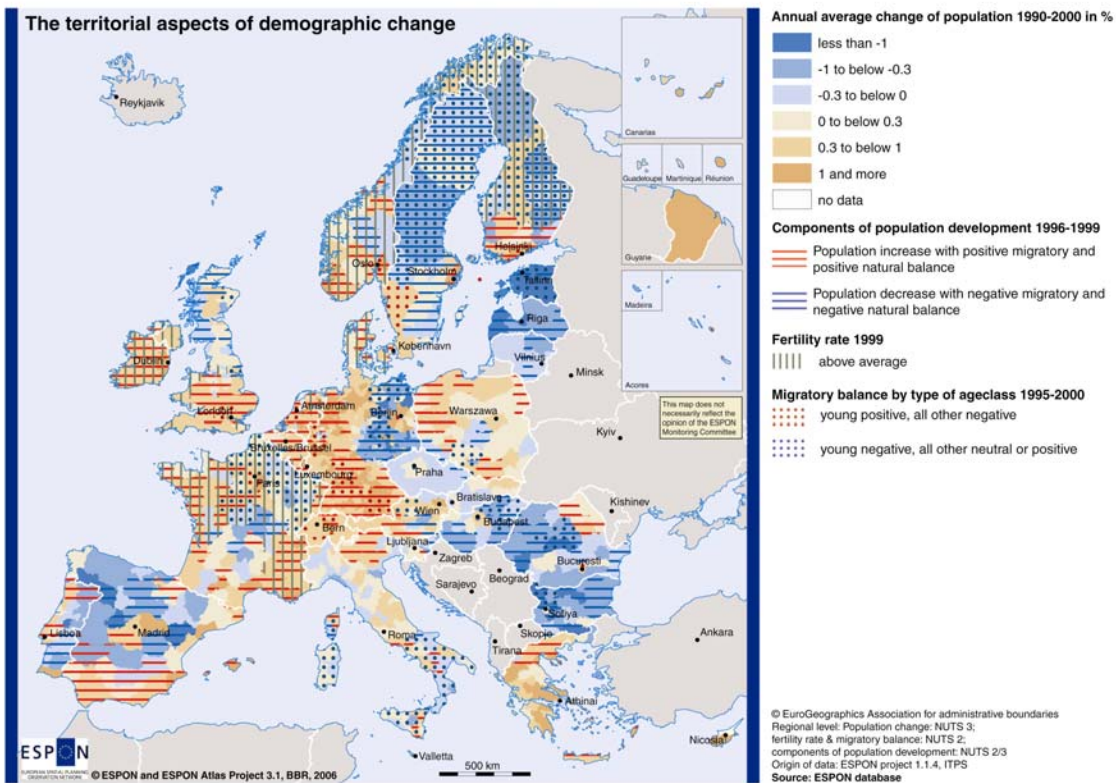 The territorial aspects of demographic change
Reykjavik
Canarias
Guadeloupe
Martinique
Réunion
Guyane
Madeira
Acores
This map does not
necessarily reflect the
opinion of the ESPON
Monitoring Committee
Helsinki
Oslo
Stockholm
Tallinn
Riga
Vilnius
København
Minsk
Dublin
London
Amsterdam
Berlin
Warszawa
Kyiv
Bruxelles/Brussel
Luxembourg
Praha
Paris
Kishinev
Bratislava
Wien
Budapest
Bern
Ljubljana
Zagreb
Bucuresti
Beograd
Sarajevo
Sofiya
Lisboa
Madrid
Roma
Skopje
Tirana
Ankara
Athinai
Nicosia
Valletta
500 km
ESPON
EUROPEAN SPATIAL PLANNING
OBSERVATION NETWORK
© ESPON and ESPON Atlas Project 3.1, BBR, 2006
Annual average change of population 1990-2000 in %
less than -1
-1 to below -0.3
-0.3 to below 0
0 to below 0.3
0.3 to below 1
1 and more
no data
Components of population development 1996-1999
Population increase with positive migratory and
positive natural balance
Population decrease with negative migratory and
negative natural balance
Fertility rate 1999
above average
Migratory balance by type of ageclass 1995-2000
young positive, all other negative
young negative, all other neutral or positive
© EuroGeographics Association for administrative boundaries
Regional level: Population change: NUTS 3;
fertility rate & migratory balance: NUTS 2;
components of population development: NUTS 2/3
Origin of data: ESPON project 1.1.4, ITPS
Source: ESPON database